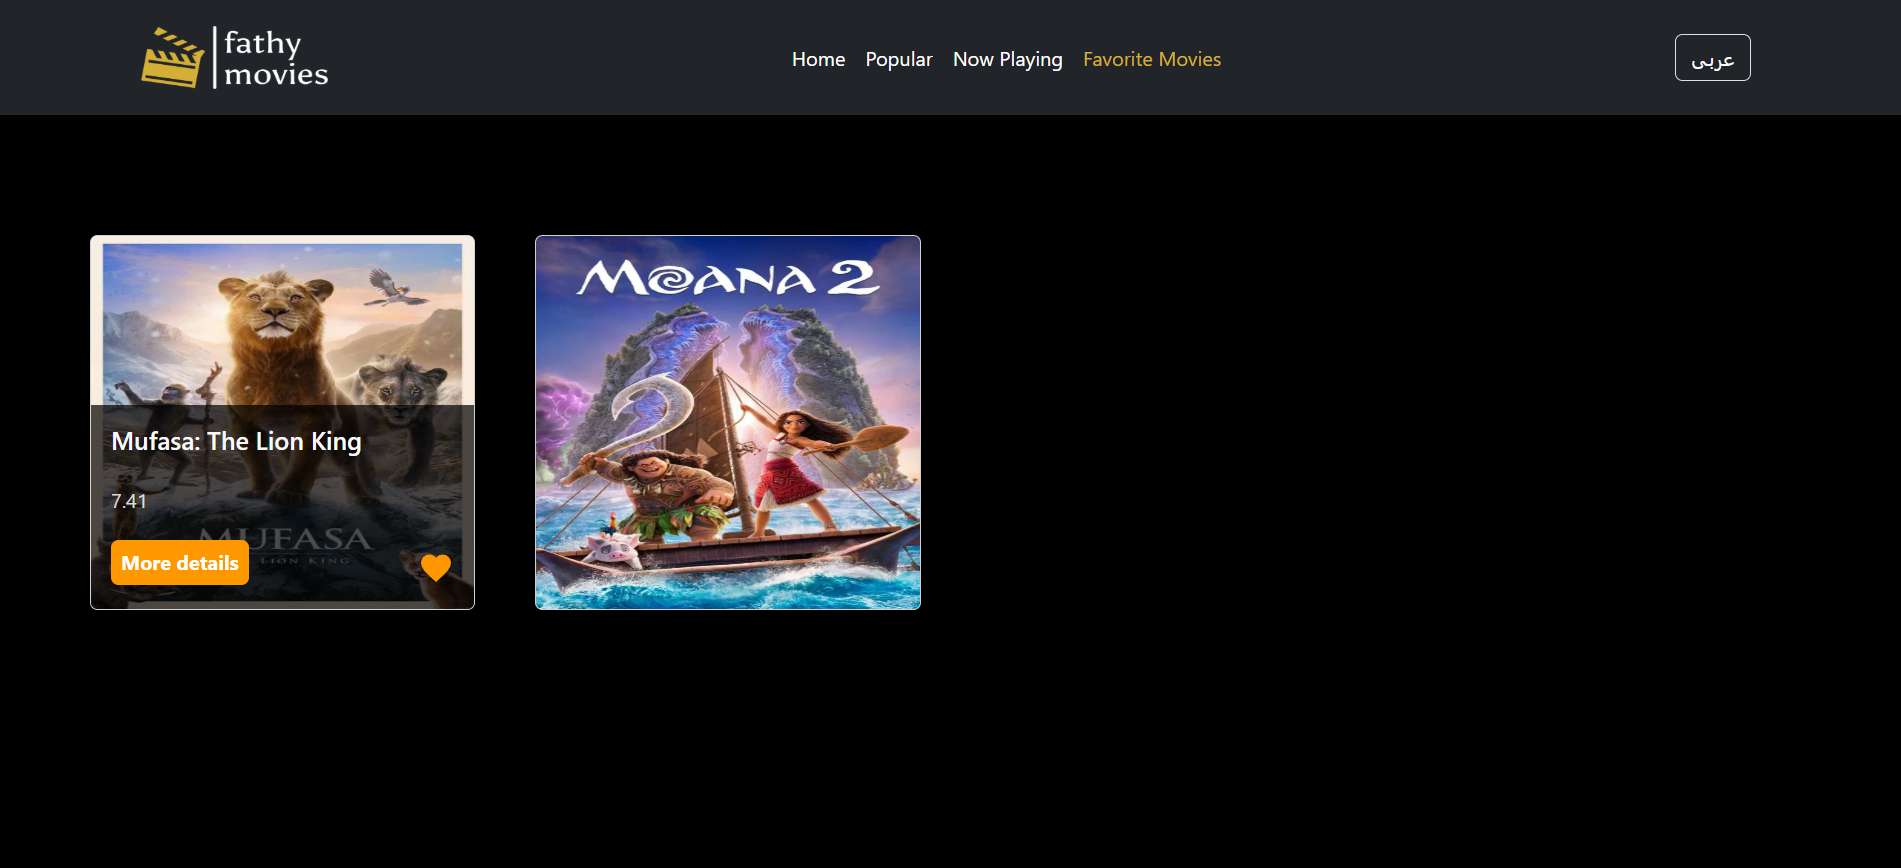 fathy
movies
Home Popular Now Playing Favorite Movies
عربى
Mufasa: The Lion King
7.41
MUFASA
LION KING
More details
MOANA 2